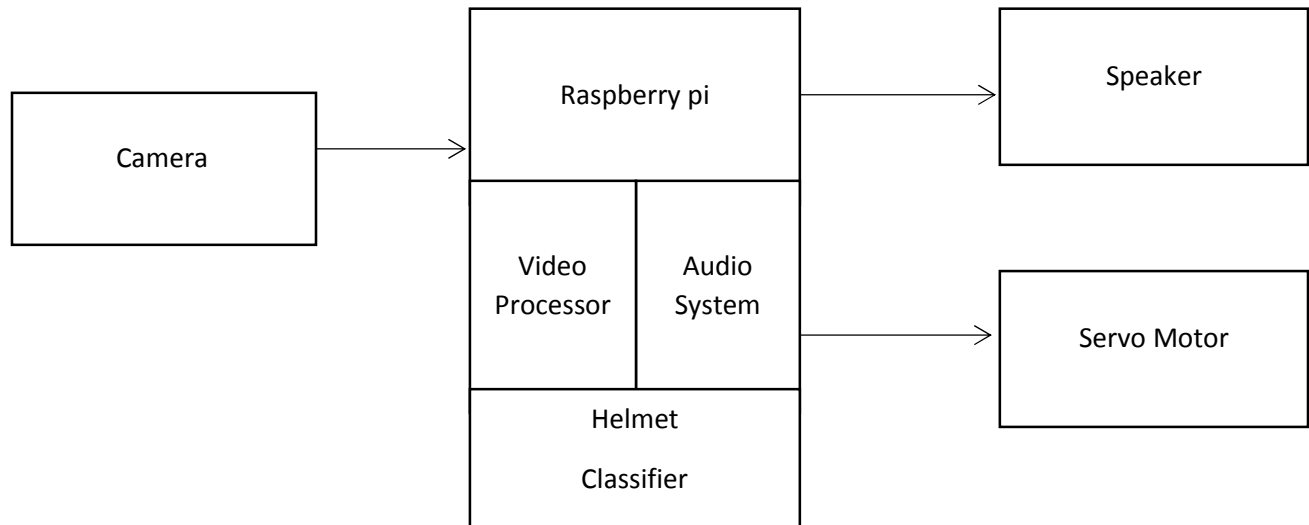 Camera
Raspberry pi
Video
Processor
Audio
System
Helmet
Classifier
Speaker
Servo Motor